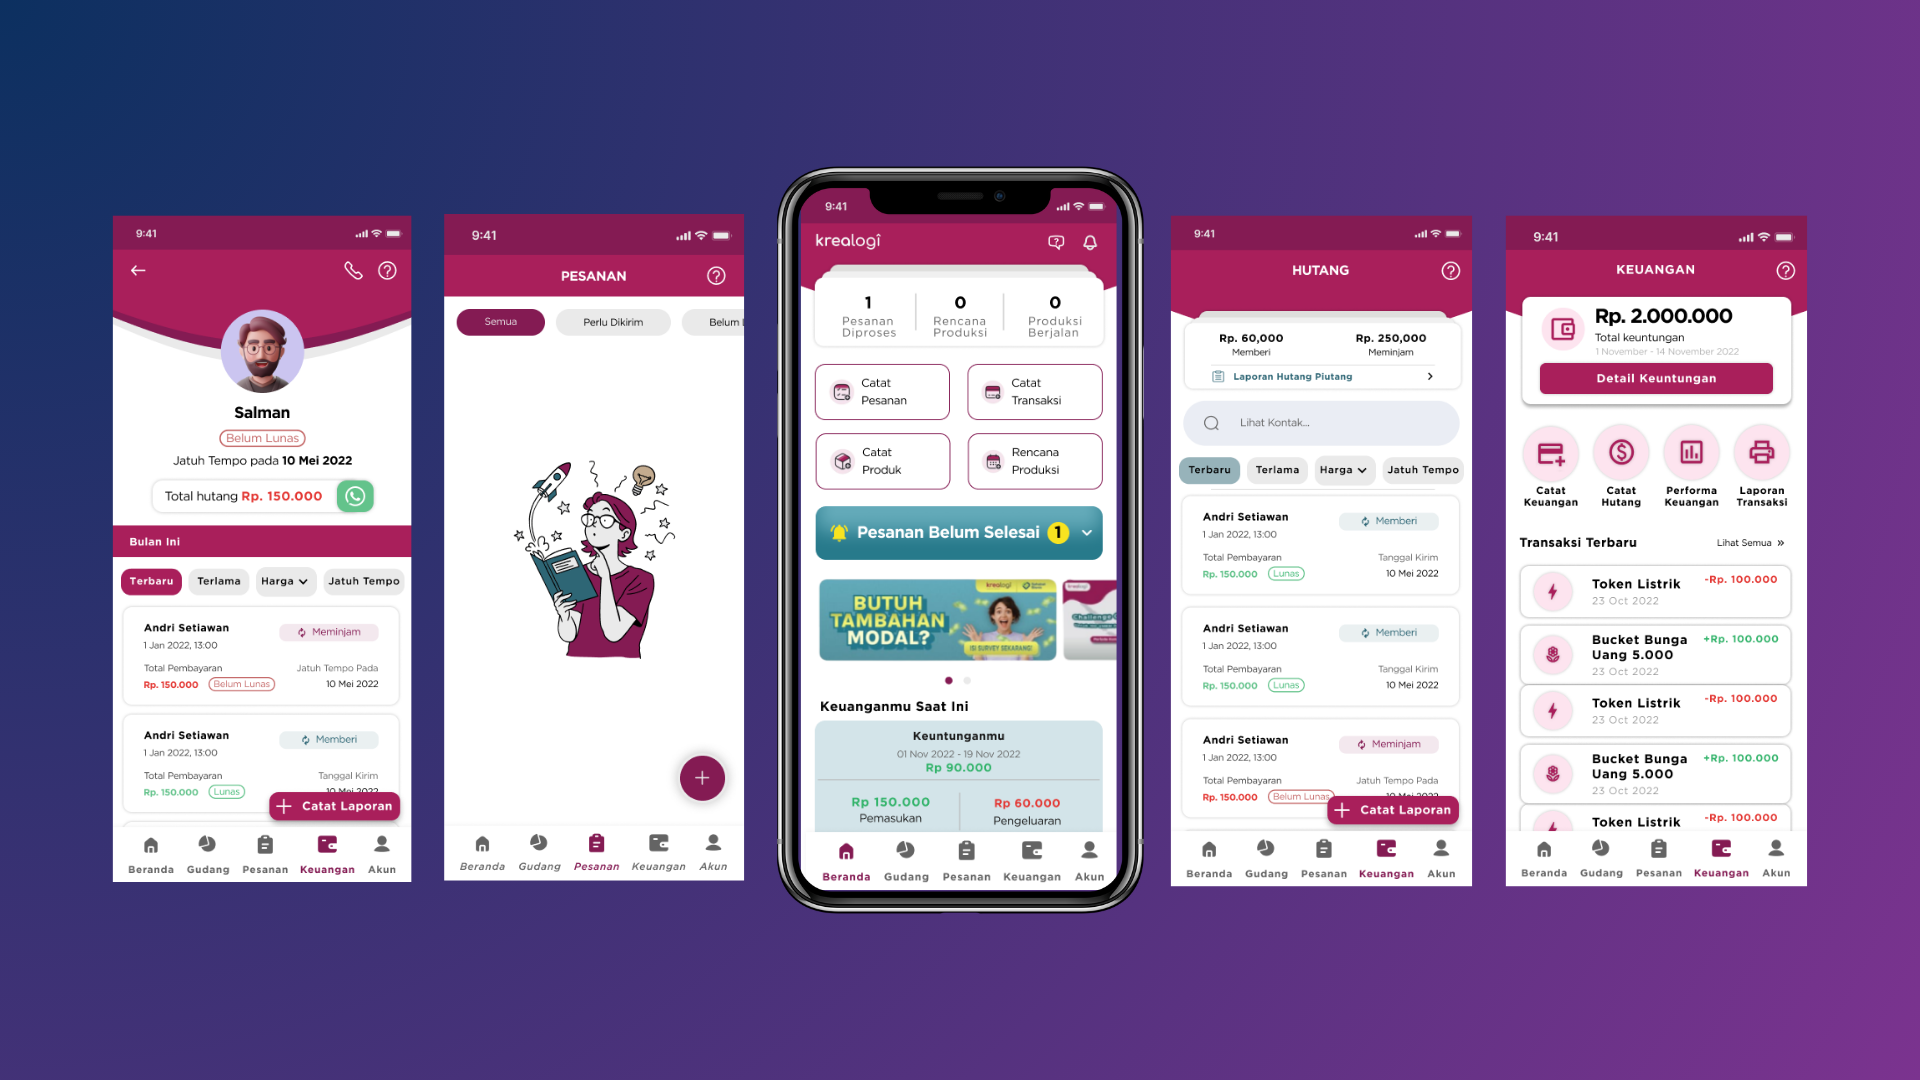 9:41
Salman
Belum Lunas
Jatuh Tempo pada 10 Mei 2022
Total hutang Rp. 150.000
Bulan Ini
Terbaru Terlama Harga Jatuh Tempo
Andri Setiawan Meminjam
1 Jan 2022, 13:00
Total Pembayaran Jatuh Tempo Pada
Rp. 150.000 Belum Lunas 10 Mei 2022
Andri Setiawan Memberi
1 Jan 2022, 13:00
Total Pembayaran Tanggal Kirim
Rp. 150.000 Lunas 10 Mei 2022
+ Catat Laporan
Beranda Gudang Pesanan Keuangan Akun
9:41
PESANAN
Semua Perlu Dikirim Belum
+
Beranda Gudang Pesanan Keuangan Akun
9:41
krealogi
1 0 0
Pesanan Diproses
Rencana Produksi
Produksi Berjalan
Catat Pesanan
Catat Transaksi
Catat Produk
Rencana Produksi
Pesanan Belum Selesai 1
krealogi
BUTUH
TAMBAHAN
MODAL?
ISI SURVEY SEKARANG!
Keuanganmu Saat Ini
Keuntunganmu
01 Nov 2022 - 19 Nov 2022
Rp 90.000
Rp 150.000 Rp 60.000
Pemasukan Pengeluaran
Beranda Gudang Pesanan Keuangan Akun
9:41
HUTANG
Rp. 60,000 Rp. 250,000
Memberi Meminjam
Laporan Hutang Piutang
Lihat Kontak...
Terbaru Terlama Harga Jatuh Tempo
Andri Setiawan Memberi
1 Jan 2022, 13:00
Total Pembayaran Tanggal Kirim
Rp. 150.000 Lunas 10 Mei 2022
Andri Setiawan Memberi
1 Jan 2022, 13:00
Total Pembayaran Tanggal Kirim
Rp. 150.000 Lunas 10 Mei 2022
Andri Setiawan Meminjam
1 Jan 2022, 13:00
Total Pembayaran Jatuh Tempo Pada
Rp. 150.000 Belum Lunas 10 Mei 2022
+ Catat Laporan
Beranda Gudang Pesanan Keuangan Akun
9:41
KEUANGAN
Rp. 2.000.000
Total keuntungan
1 November - 14 November 2022
Detail Keuntungan
Catat Keuangan
Catat Hutang
Performa Keuangan
Laporan Transaksi
Transaksi Terbaru Lihat Semua »
Token Listrik -Rp. 100.000
23 Oct 2022
Bucket Bunga +Rp. 100.000
Uang 5.000
23 Oct 2022
Token Listrik -Rp. 100.000
23 Oct 2022
Bucket Bunga +Rp. 100.000
Uang 5.000
23 Oct 2022
Token Listrik -Rp. 100.000
Beranda Gudang Pesanan Keuangan Akun